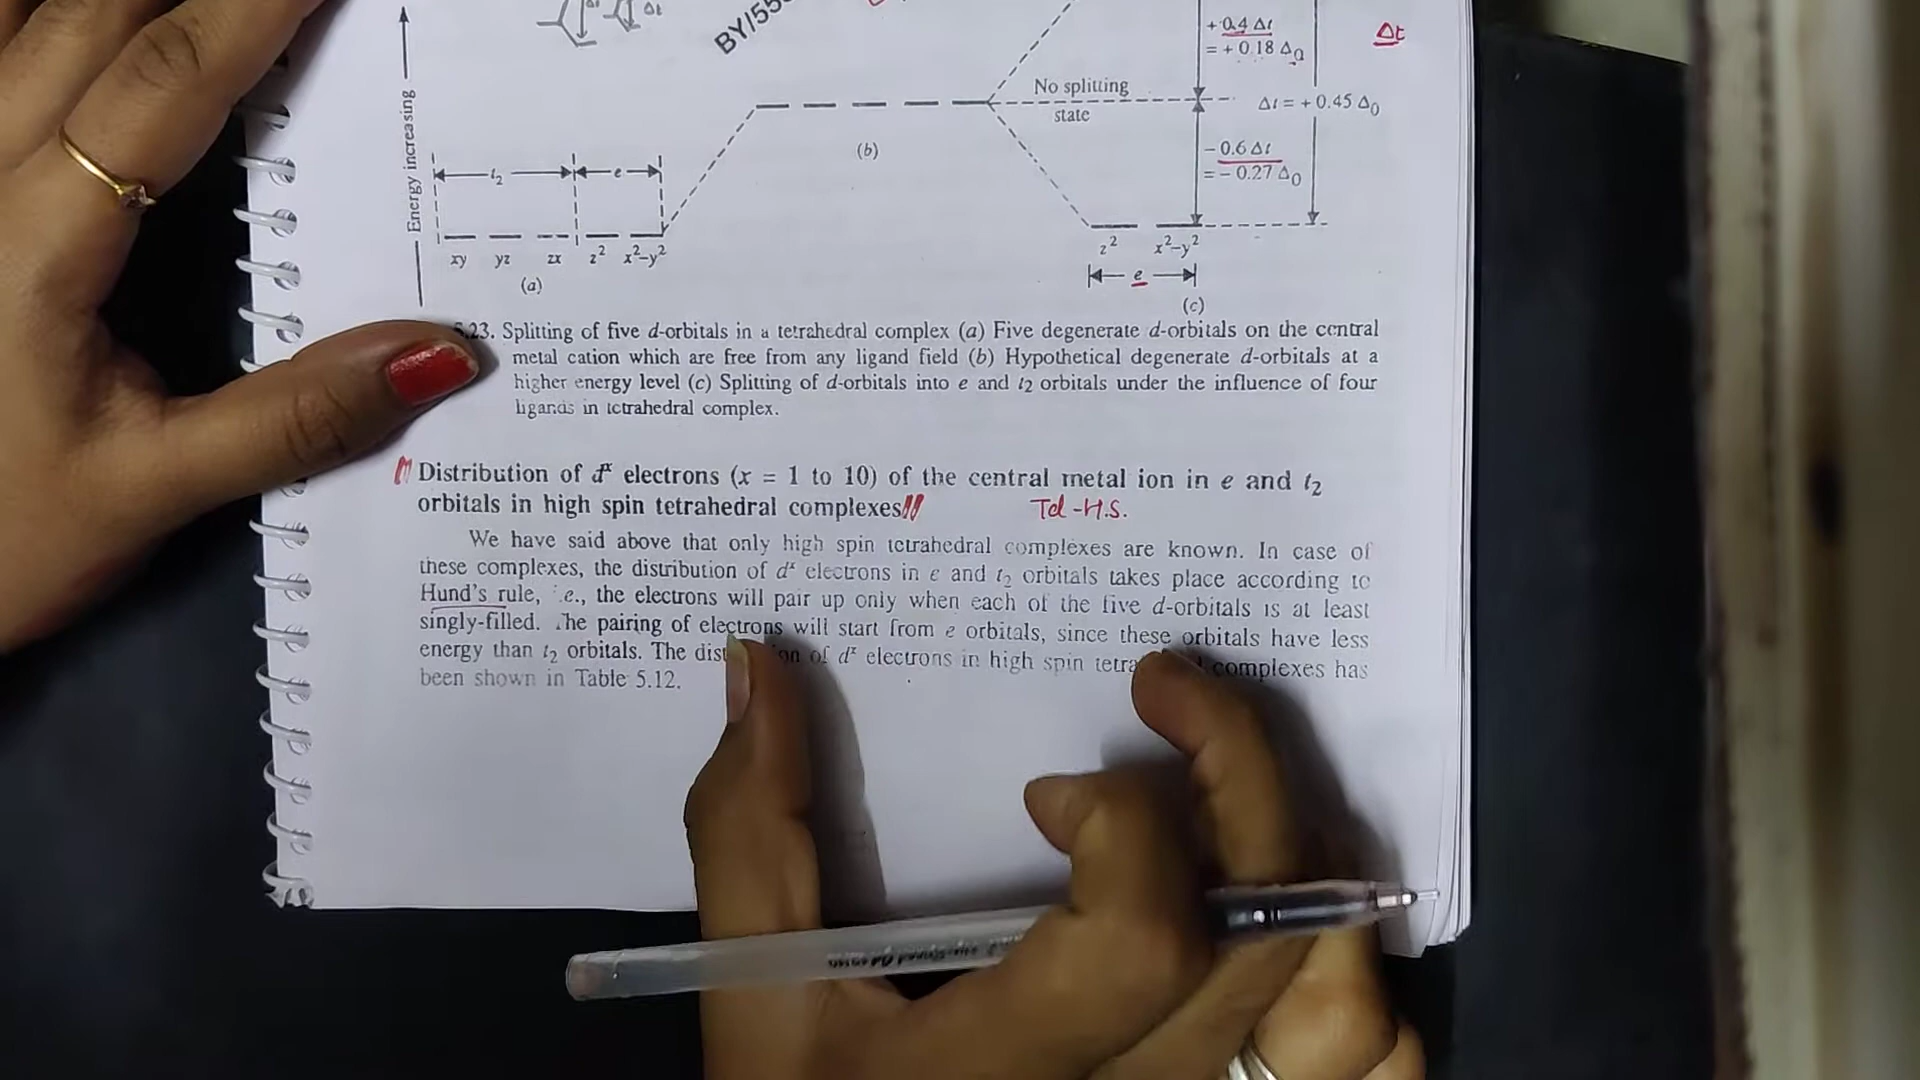 Δt
BY/55
+ 0.4 Δt
= + 0.18 Δ0
Δt
No splitting
state
Δt = + 0.45 Δ0
(b)
− 0.6 Δt
= − 0.27 Δ0
Energy increasing
t2 e
xy yz zx z² x²–y²
(a)
z² x²–y²
e
(c)
.23. Splitting of five d-orbitals in a tetrahedral complex (a) Five degenerate d-orbitals on the central
metal cation which are free from any ligand field (b) Hypothetical degenerate d-orbitals at a
higher energy level (c) Splitting of d-orbitals into e and t2 orbitals under the influence of four
ligands in tetrahedral complex.
Distribution of dˣ electrons (x = 1 to 10) of the central metal ion in e and t2
orbitals in high spin tetrahedral complexes
Td -H.S.
We have said above that only high spin tetrahedral complexes are known. In case of
these complexes, the distribution of dˣ electrons in e and t2 orbitals takes place according to
Hund's rule, i.e., the electrons will pair up only when each of the five d-orbitals is at least
singly-filled. The pairing of electrons will start from e orbitals, since these orbitals have less
energy than t2 orbitals. The of dˣ electrons in high spin complexes has
been shown in Table 5.12.